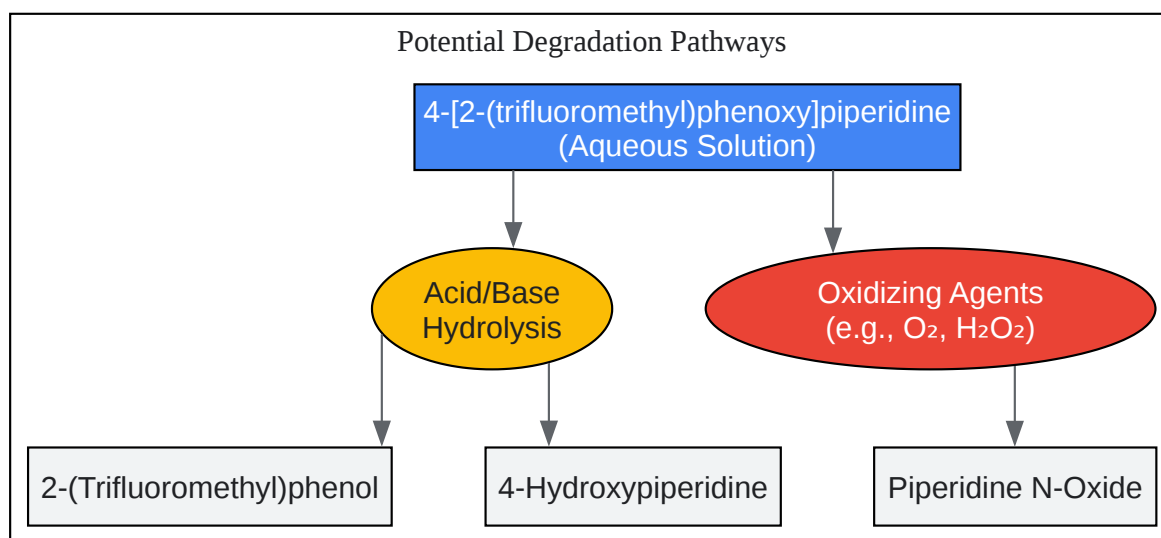 Potential Degradation Pathways
4-[2-(trifluoromethyl)phenoxy]piperidine
(Aqueous Solution)
Acid/Base
Hydrolysis
Oxidizing Agents
(e.g., O₂, H₂O₂)
2-(Trifluoromethyl)phenol
4-Hydroxypiperidine
Piperidine N-Oxide